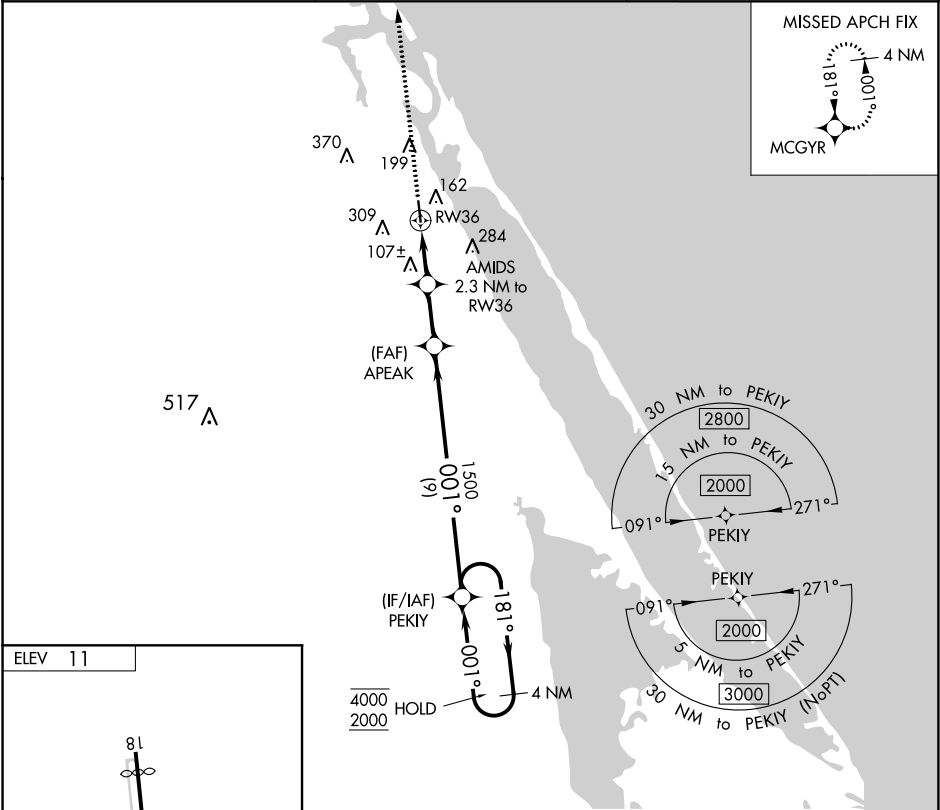 MISSED APCH FIX
4 NM
181°
001°
MCGYR
370
199
162
309
RW36
284
107±
AMIDS
2.3 NM to
RW36
(FAF)
APEAK
517
1500
001°
(9)
30 NM to PEKIY
2800
15 NM to PEKIY
2000
091°
271°
PEKIY
PEKIY
091°
271°
2000
5 NM to PEKIY
3000
30 NM to PEKIY (NoPT)
(IF/IAF)
PEKIY
181°
001°
4 NM
4000
2000
HOLD
ELEV 11
18